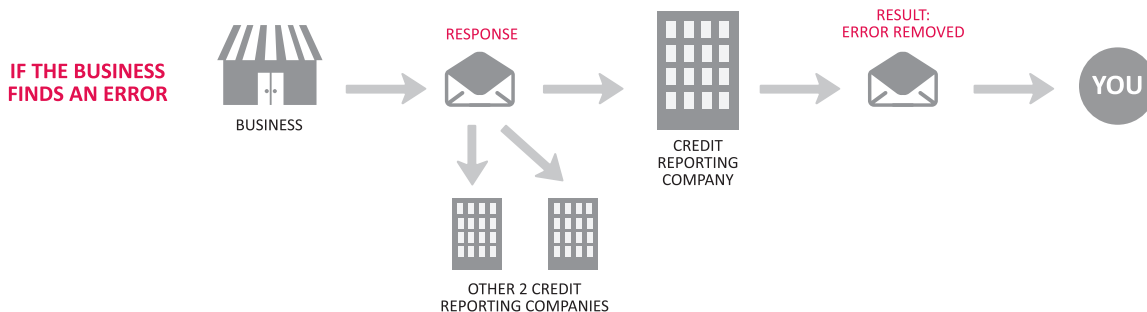 IF THE BUSINESS
FINDS AN ERROR
BUSINESS
RESPONSE
OTHER 2 CREDIT
REPORTING COMPANIES
CREDIT
REPORTING
COMPANY
RESULT:
ERROR REMOVED
YOU